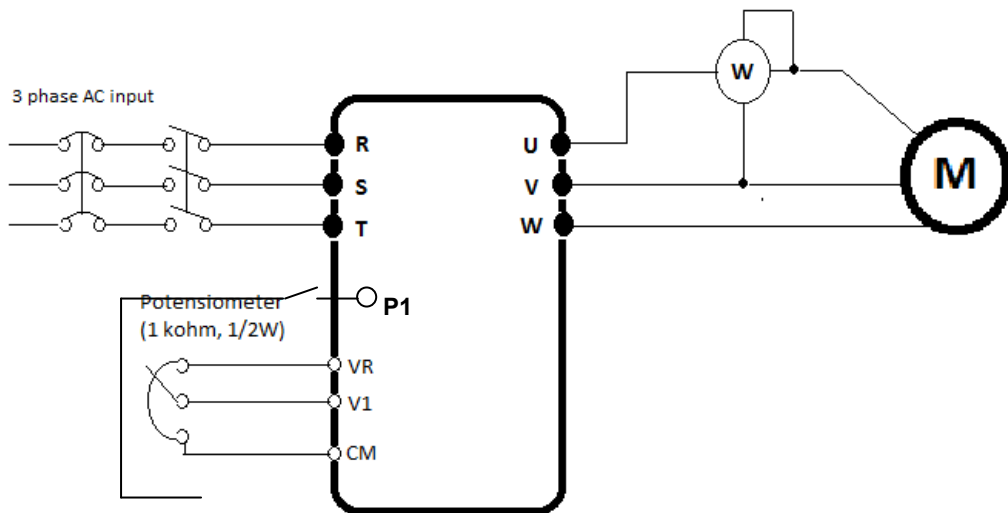 W
3 phase AC input
R
U
S
V
M
T
W
Potensiometer
P1
(1 kohm, 1/2W)
VR
V1
CM